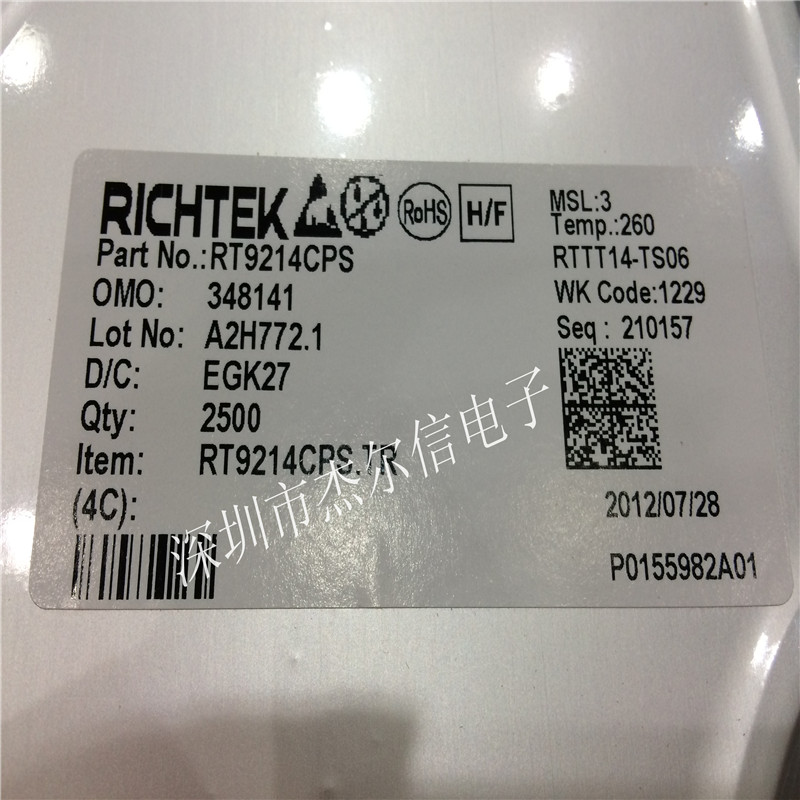 RICHTEK RoHS H/F
MSL:3
Temp.:260
Part No.:RT9214CPS
RTTT14-TS06
OMO: 348141
WK Code:1229
Lot No: A2H772.1
Seq : 210157
D/C: EGK27
Qty: 2500
Item: RT9214CPS.TR
(4C):
2012/07/28
P0155982A01
深圳市杰尔信电子